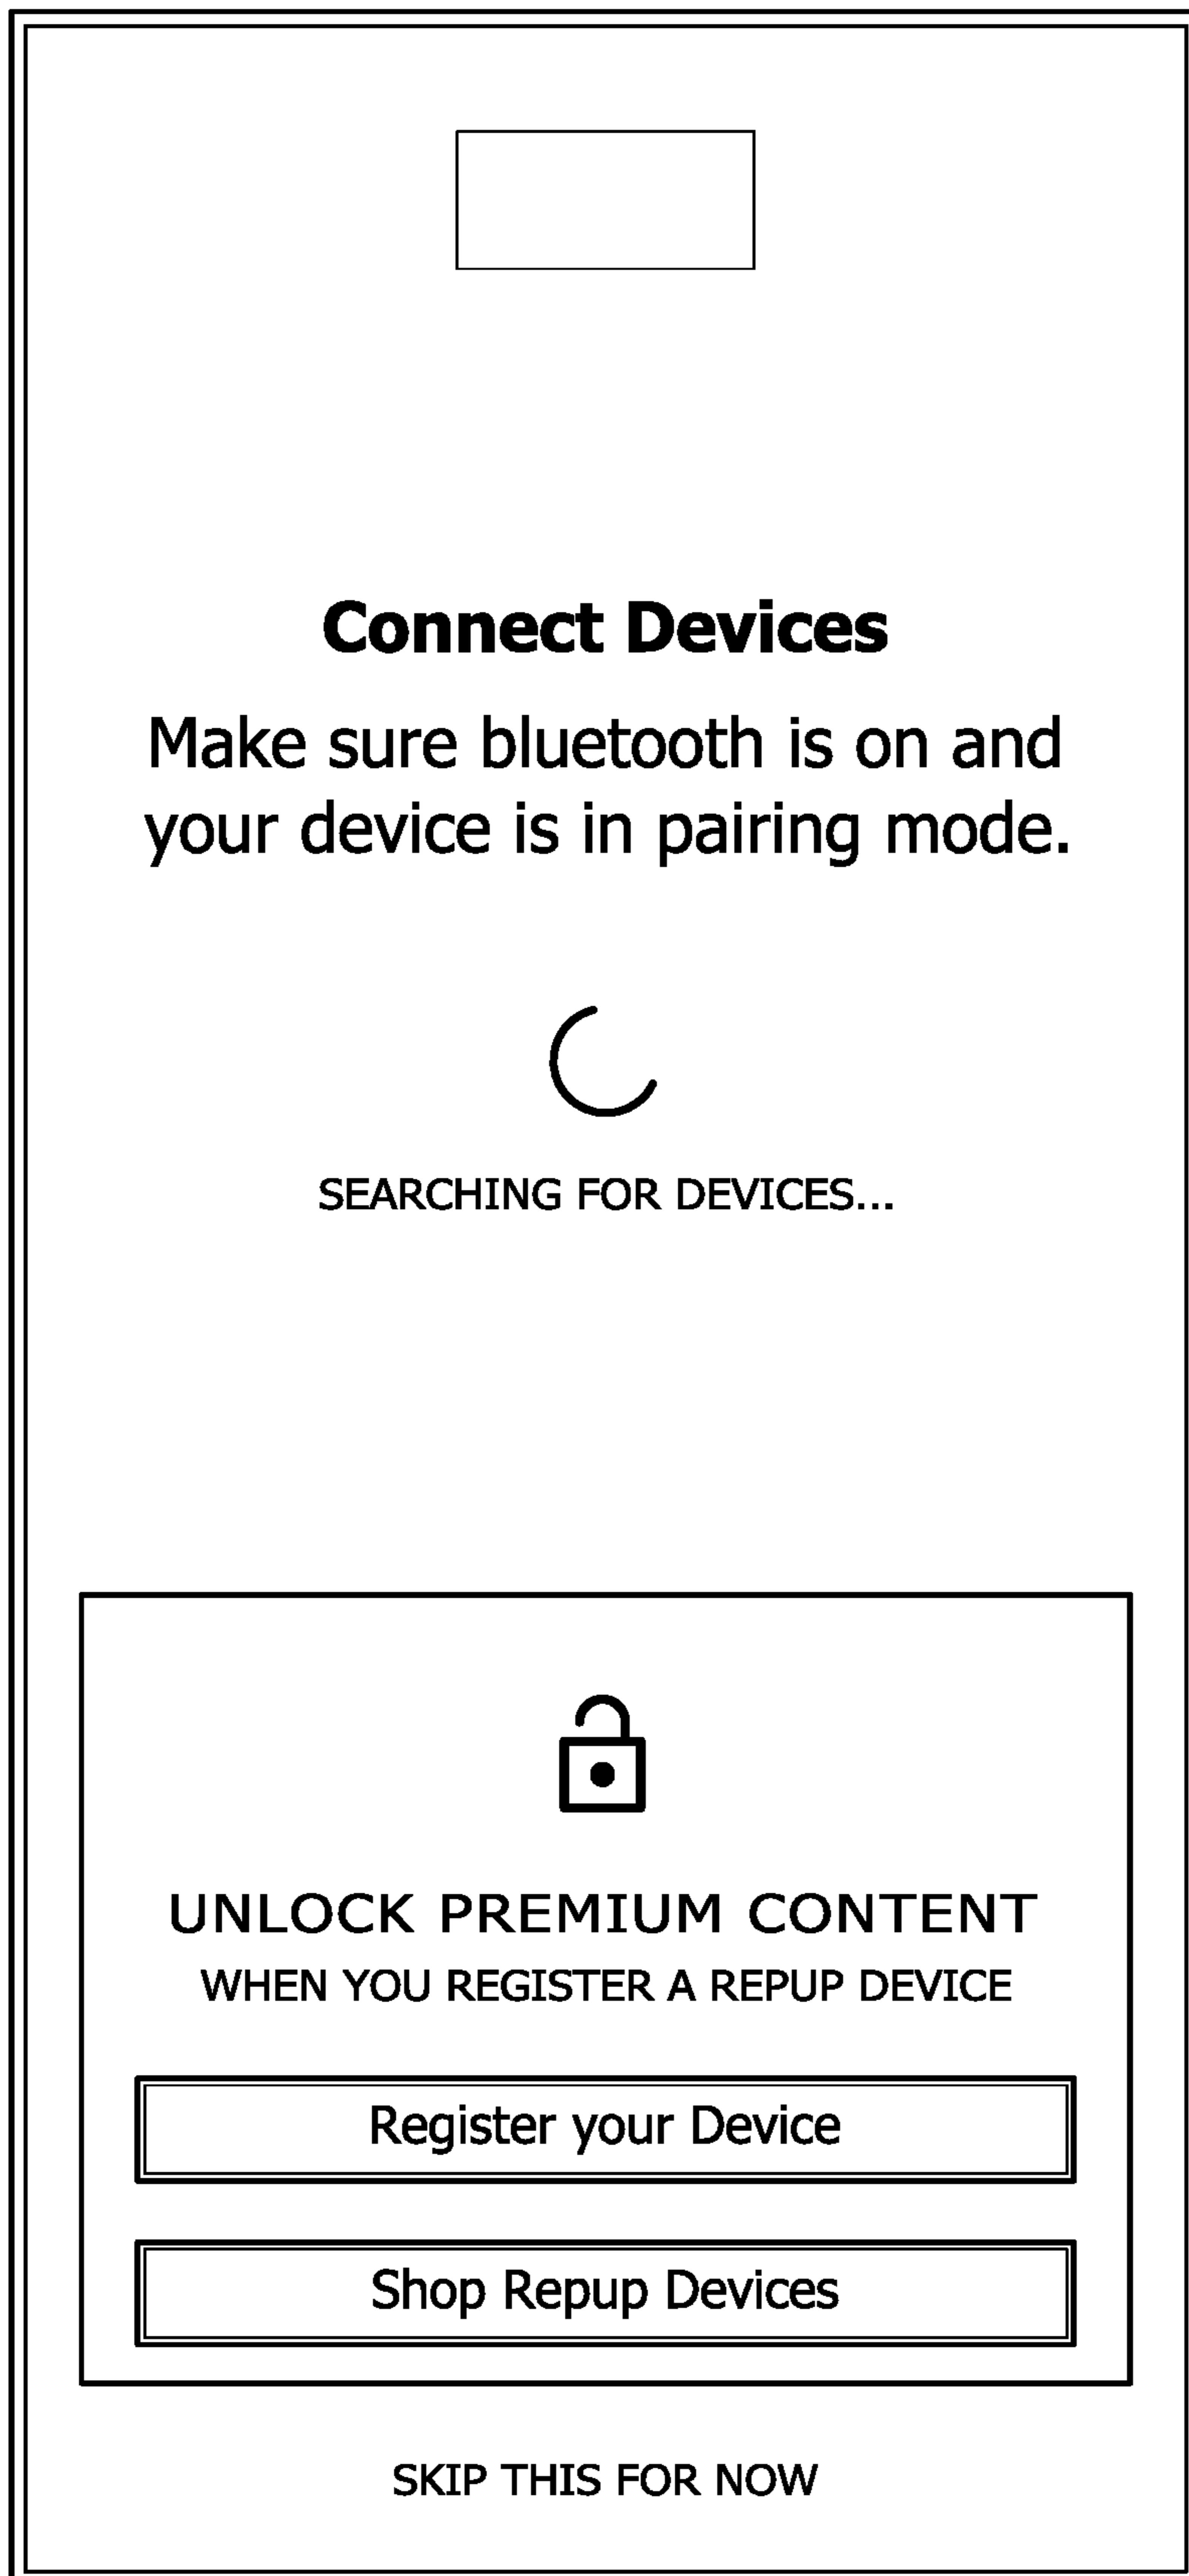 Connect Devices
Make sure bluetooth is on and
your device is in pairing mode.
SEARCHING FOR DEVICES...
UNLOCK PREMIUM CONTENT
WHEN YOU REGISTER A REPUP DEVICE
Register your Device
Shop Repup Devices
SKIP THIS FOR NOW